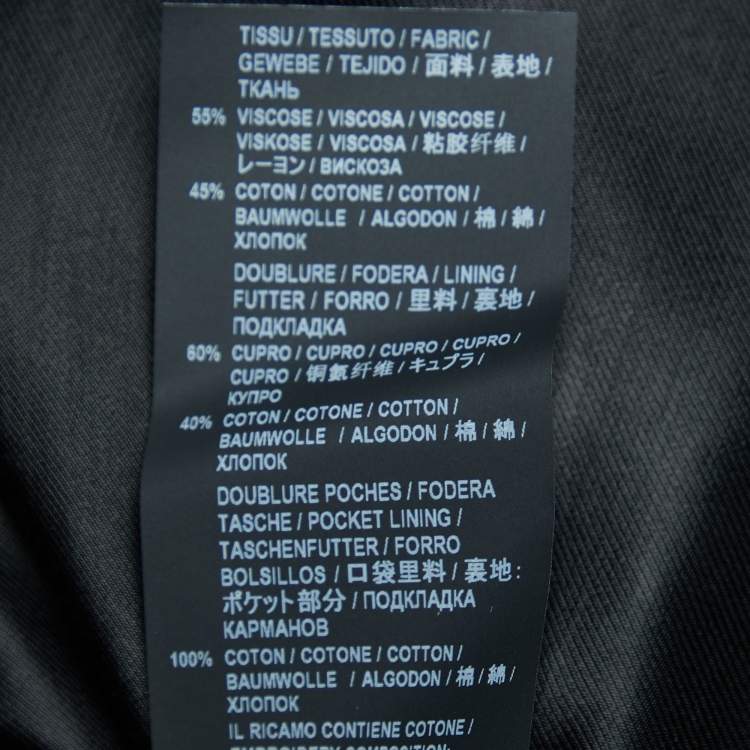 TISSU / TESSUTO / FABRIC /
GEWEBE / TEJIDO / 面料 / 表地 /
ТКАНЬ
55% VISCOSE / VISCOSA / VISCOSE /
VISKOSE / VISCOSA / 粘胶纤维 /
レーヨン / ВИСКОЗА
45% COTON / COTONE / COTTON /
BAUMWOLLE / ALGODON / 棉 / 綿 /
ХЛОПОК
DOUBLURE / FODERA / LINING /
FUTTER / FORRO / 里料 / 裏地 /
ПОДКЛАДКА
60% CUPRO / CUPRO / CUPRO / CUPRO /
CUPRO / 铜氨纤维 / キュプラ /
КУПРО
40% COTON / COTONE / COTTON /
BAUMWOLLE / ALGODON / 棉 / 綿 /
ХЛОПОК
DOUBLURE POCHES / FODERA
TASCHE / POCKET LINING /
TASCHENFUTTER / FORRO
BOLSILLOS / 口袋里料 / 裏地:
ポケット部分 / ПОДКЛАДКА
КАРМАНОВ
100% COTON / COTONE / COTTON /
BAUMWOLLE / ALGODON / 棉 / 綿 /
ХЛОПОК
IL RICAMO CONTIENE COTONE /
EMBROIDERY COMPOSITION: